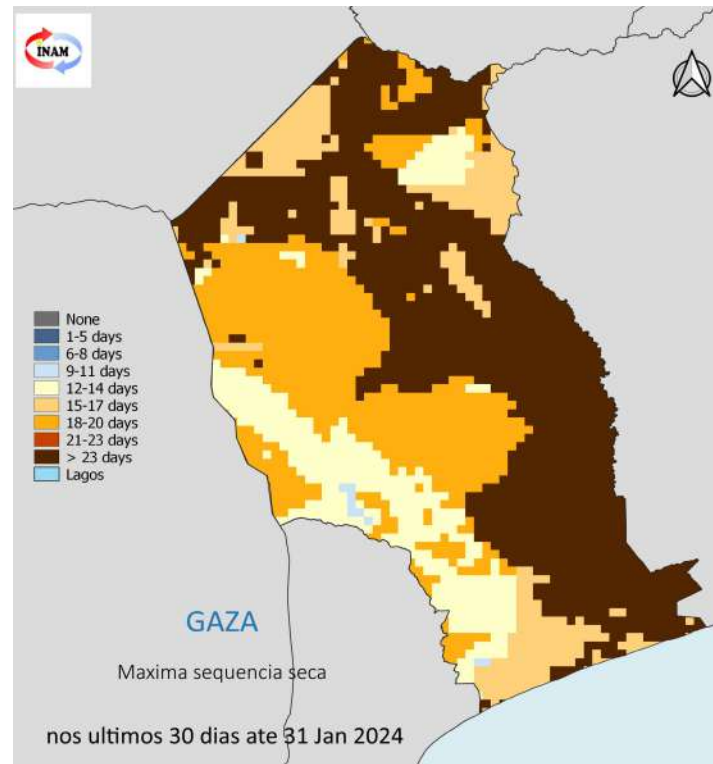 INAM
None
1-5 days
6-8 days
9-11 days
12-14 days
15-17 days
18-20 days
21-23 days
> 23 days
Lagos
GAZA
Maxima sequencia seca
nos ultimos 30 dias ate 31 Jan 2024